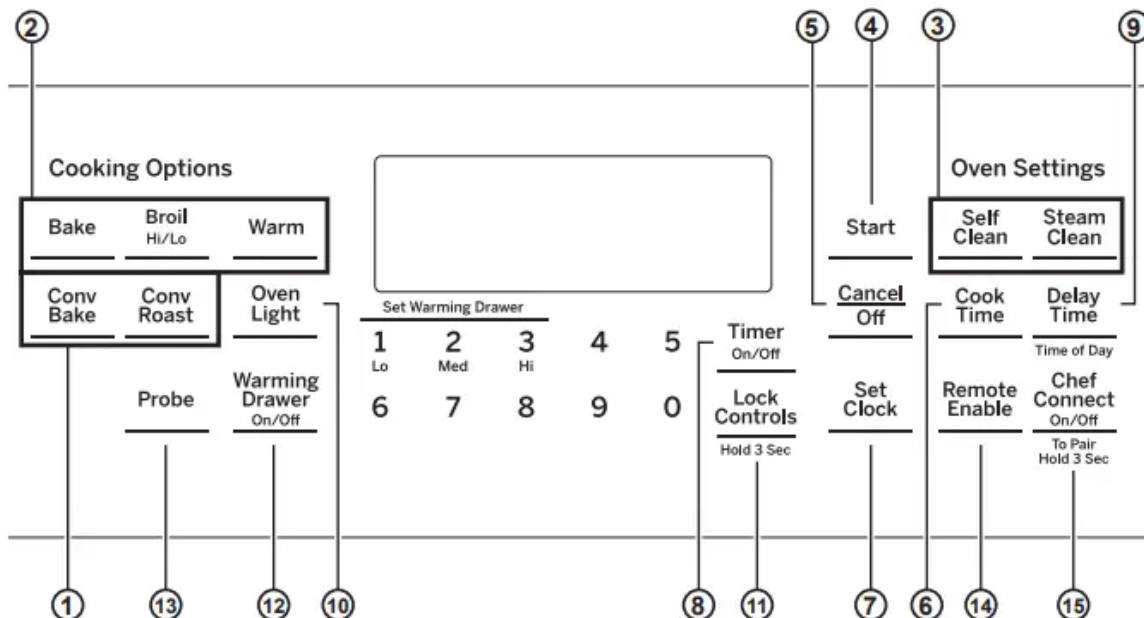 2
5
4
3
9
Cooking Options
Oven Settings
Bake
Broil
Hi/Lo
Warm
Start
Self
Clean
Steam
Clean
Conv
Bake
Conv
Roast
Oven
Light
Set Warming Drawer
1
Lo
2
Med
3
Hi
4
5
Timer
On/Off
Cancel
Off
Cook
Time
Delay
Time
Time of Day
Probe
Warming
Drawer
On/Off
6
7
8
9
0
Lock
Controls
Hold 3 Sec
Set
Clock
Remote
Enable
Chef
Connect
On/Off
To Pair
Hold 3 Sec
1
13
12
10
8
11
7
6
14
15